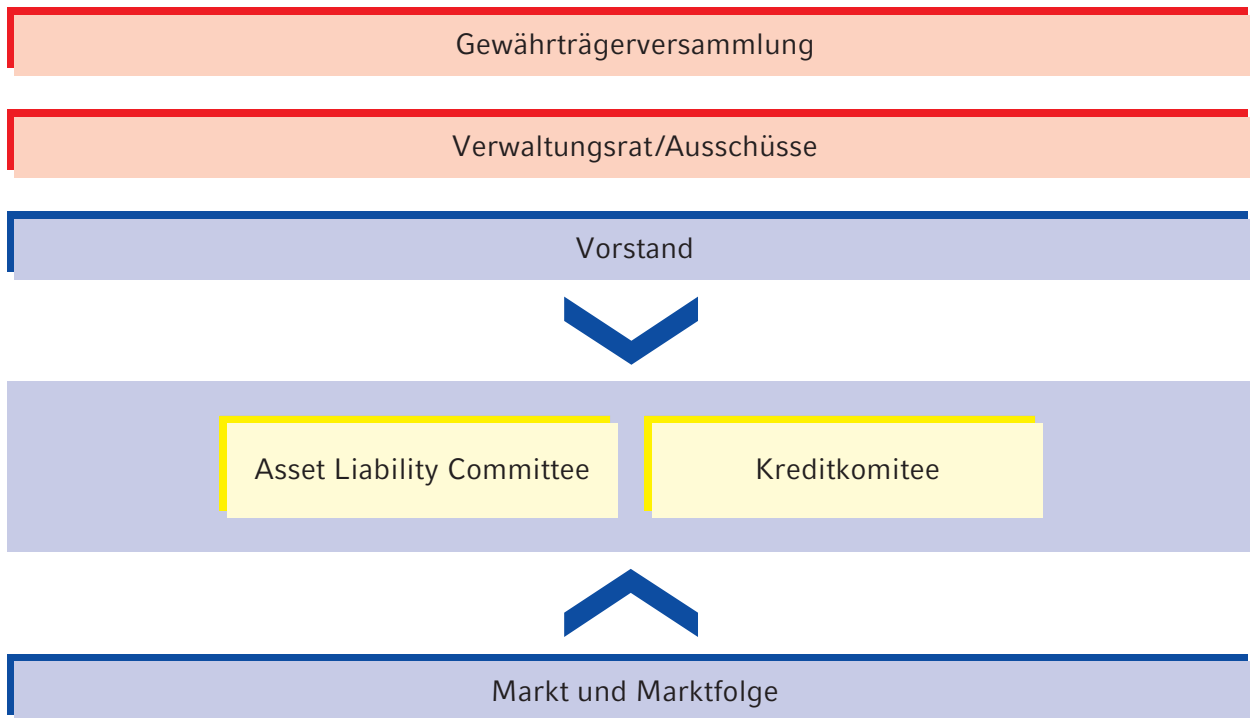 Gewährträgerversammlung
Verwaltungsrat/Ausschüsse
Vorstand
Asset Liability Committee
Kreditkomitee
Markt und Marktfolge